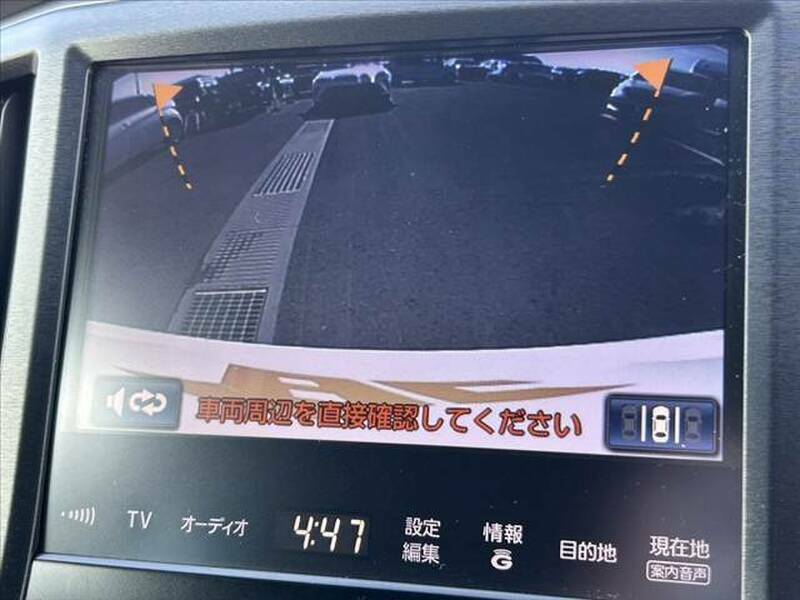 車両周辺を直接確認してください
TV
オーディオ
4:47
設定
編集
情報
G
目的地
現在地
案内音声